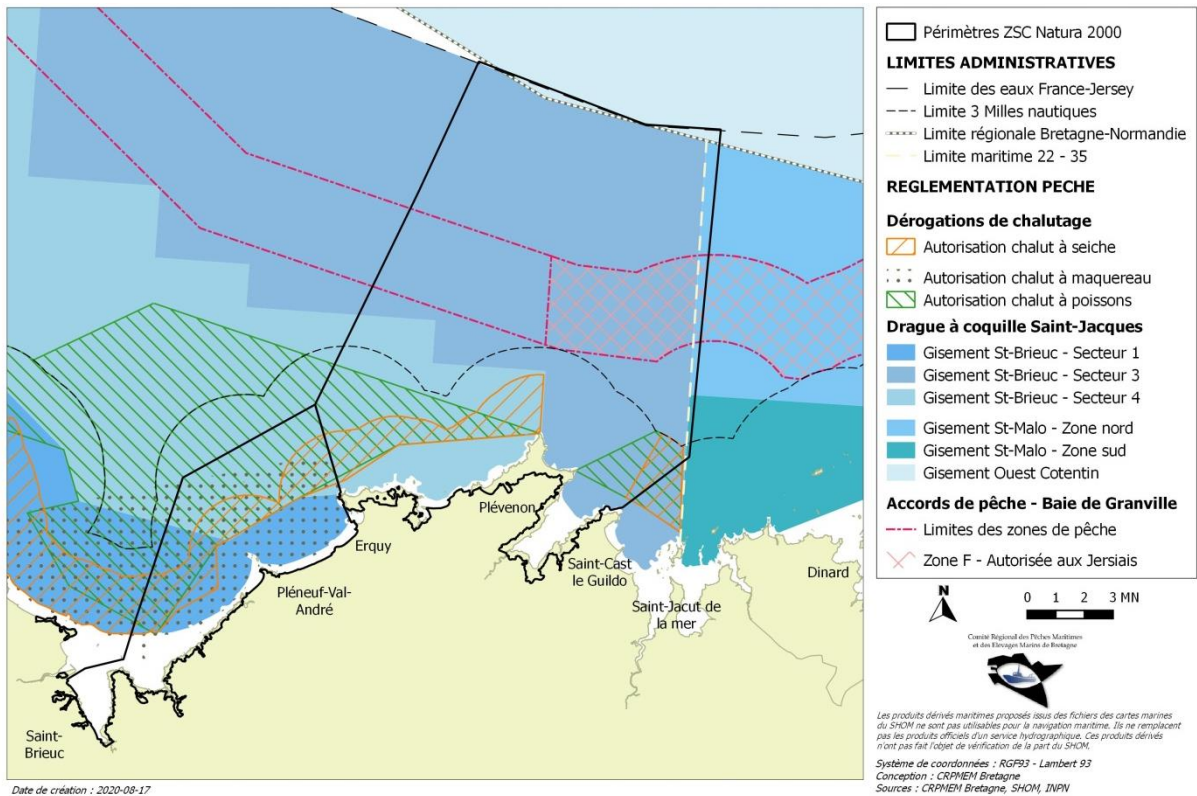 Plévenon
Erquy
Saint-Cast
le Guildo
Dinard
Pléneuf-Val-
André
Saint-Jacut de
la mer
Saint-
Brieuc
Date de création : 2020-08-17
Périmètres ZSC Natura 2000
LIMITES ADMINISTRATIVES
Limite des eaux France-Jersey
Limite 3 Milles nautiques
Limite régionale Bretagne-Normandie
Limite maritime 22 - 35
REGLEMENTATION PECHE
Dérogations de chalutage
Autorisation chalut à seiche
Autorisation chalut à maquereau
Autorisation chalut à poissons
Drague à coquille Saint-Jacques
Gisement St-Brieuc - Secteur 1
Gisement St-Brieuc - Secteur 3
Gisement St-Brieuc - Secteur 4
Gisement St-Malo - Zone nord
Gisement St-Malo - Zone sud
Gisement Ouest Cotentin
Accords de pêche - Baie de Granville
Limites des zones de pêche
Zone F - Autorisée aux Jersiais
N
0 1 2 3 MN
Comité Régional des Pêches Maritimes
et des Elevages Marins de Bretagne
Les produits dérivés maritimes proposés issus des fichiers des cartes marines
du SHOM ne sont pas utilisables pour la navigation maritime. Ils ne remplacent
pas les produits officiels d'un service hydrographique. Ces produits dérivés
n'ont pas fait l'objet de vérification de la part du SHOM.
Système de coordonnées : RGF93 - Lambert 93
Conception : CRPMEM Bretagne
Sources : CRPMEM Bretagne, SHOM, INPN